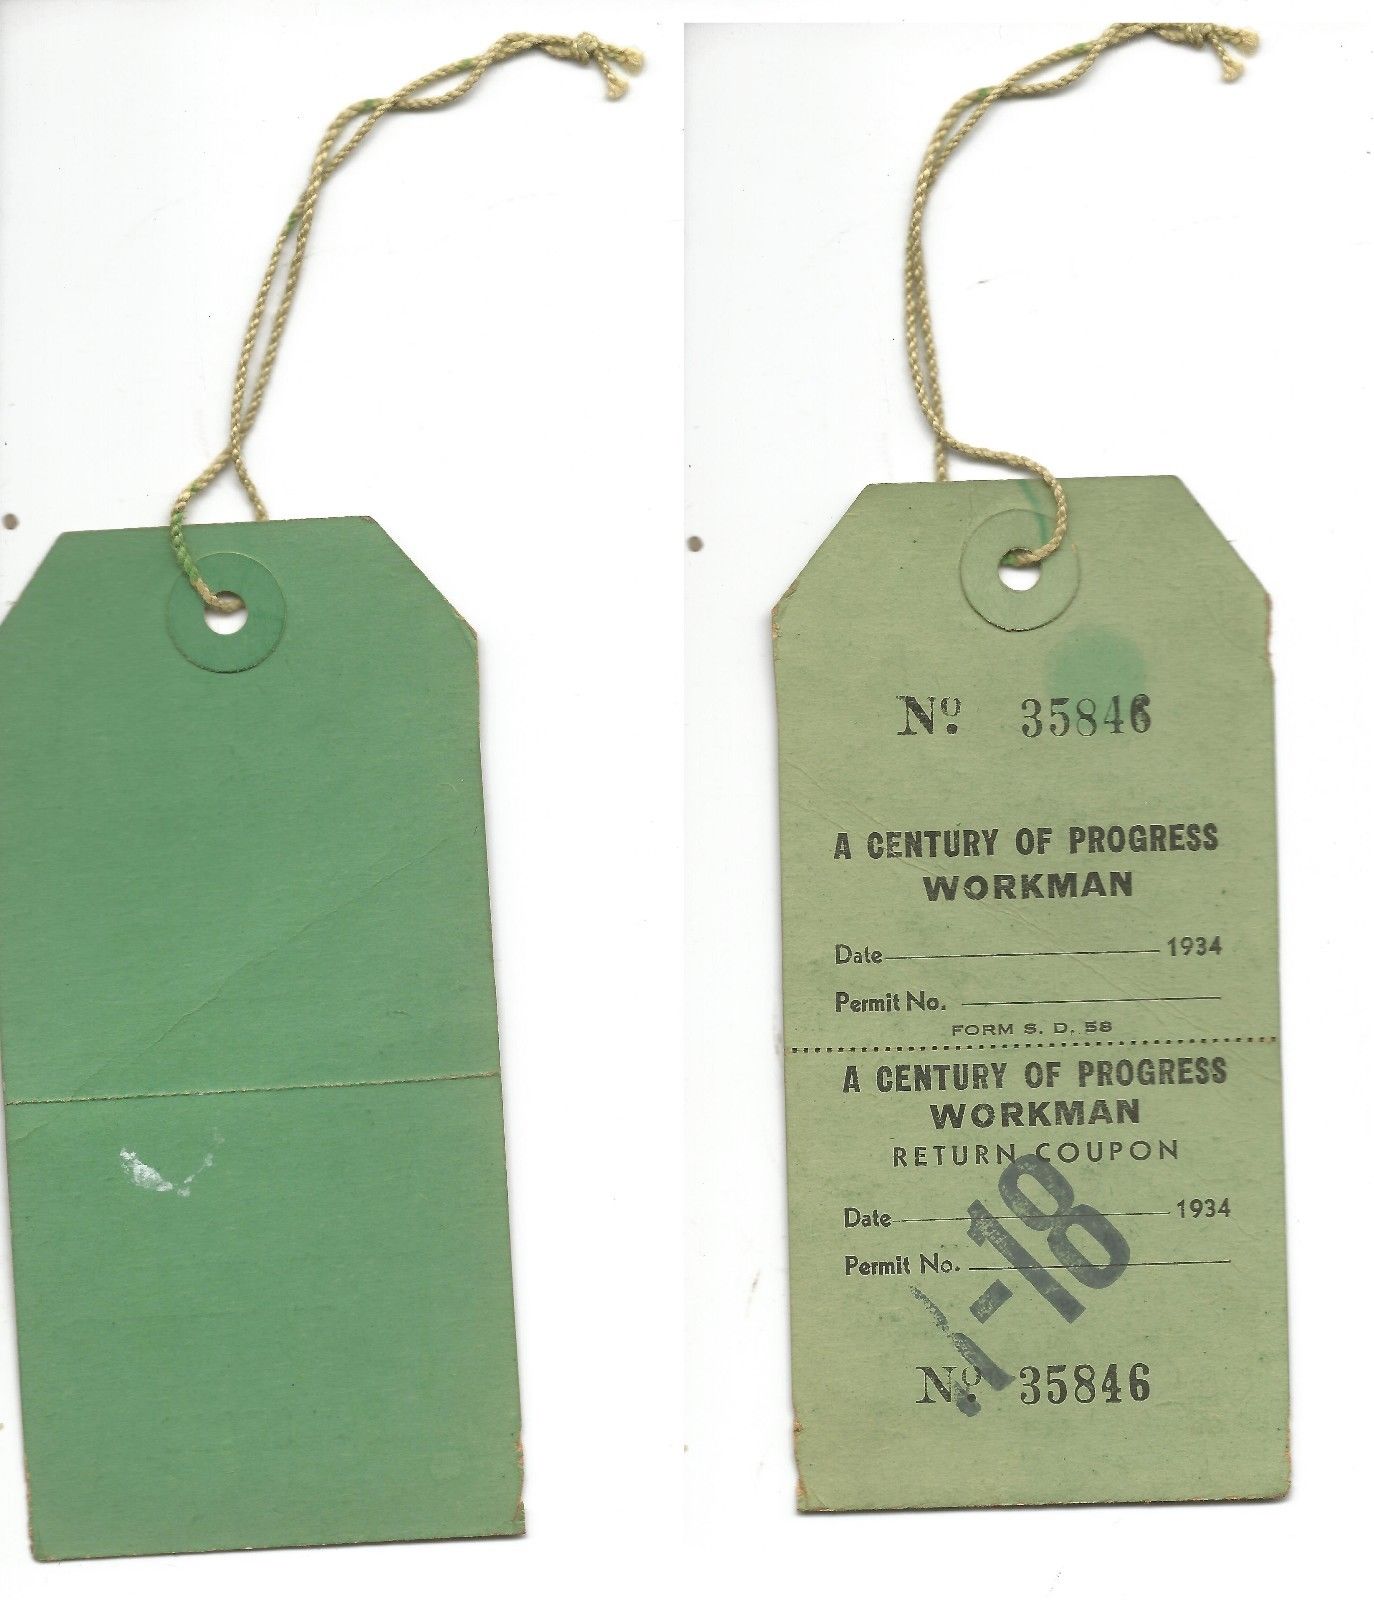 Nº. 35846
A CENTURY OF PROGRESS
WORKMAN
Date 1934
Permit No.
FORM S. D. 58
A CENTURY OF PROGRESS
WORKMAN
RETURN COUPON
Date 1934
Permit No.
-18
Nº. 35846